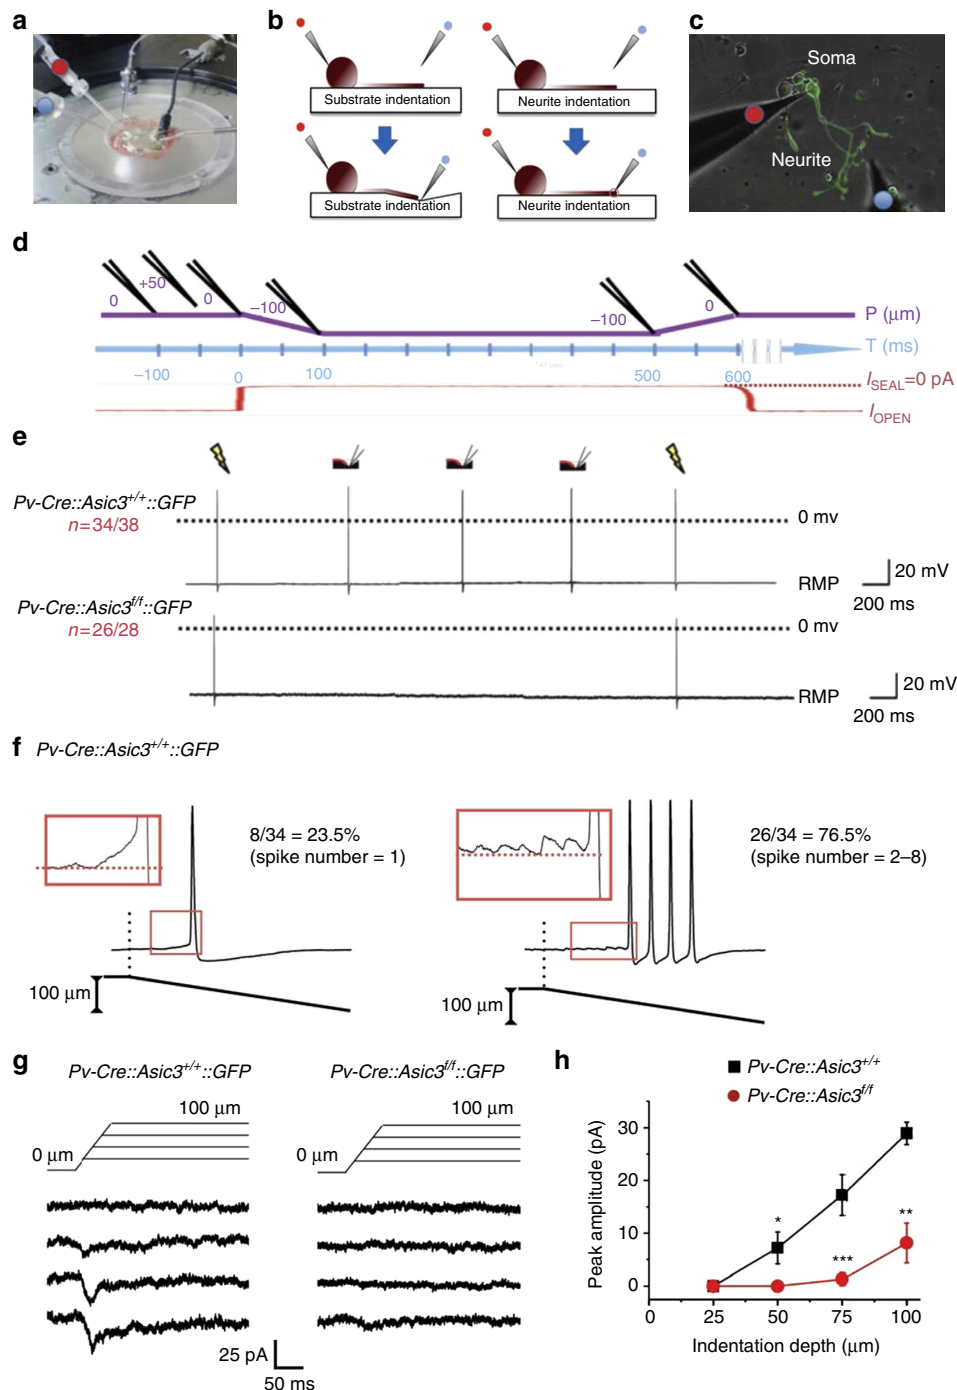 a
b
Substrate indentation
Neurite indentation
Substrate indentation
Neurite indentation
c
Soma
Neurite
d
0
+50
0
−100
−100
0
P (μm)
T (ms)
−100
0
100
500
600
I SEAL=0 pA
I OPEN
e
Pv-Cre::Asic3+/+::GFP
n=34/38
0 mv
RMP
20 mV
200 ms
Pv-Cre::Asic3f/f::GFP
n=26/28
0 mv
RMP
20 mV
200 ms
f Pv-Cre::Asic3+/+::GFP
8/34 = 23.5%
(spike number = 1)
100 μm
26/34 = 76.5%
(spike number = 2–8)
100 μm
g
Pv-Cre::Asic3+/+::GFP
100 μm
0 μm
Pv-Cre::Asic3f/f::GFP
100 μm
0 μm
25 pA
50 ms
h
Pv-Cre::Asic3+/+
Pv-Cre::Asic3f/f
Peak amplitude (pA)
30
20
10
0
*
***
**
0 25 50 75 100
Indentation depth (μm)